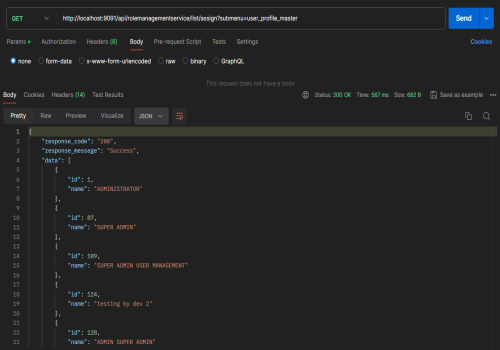 GET http://localhost:9091/api/rolemanagementservice/list/assign?submenu=user_profile_master Send
Params Authorization Headers (8) Body Pre-request Script Tests Settings Cookies
none form-data x-www-form-urlencoded raw binary GraphQL
This request does not have a body
Body Cookies Headers (14) Test Results Status: 200 OK Time: 567 ms Size: 682 B Save as example
Pretty Raw Preview Visualize JSON
1 {
2 "response_code": "200",
3 "response_message": "Success",
4 "data": [
5 {
6 "id": 1,
7 "name": "ADMINISTRATOR"
8 },
9 {
10 "id": 87,
11 "name": "SUPER ADMIN"
12 },
13 {
14 "id": 109,
15 "name": "SUPER ADMIN USER MANAGEMENT"
16 },
17 {
18 "id": 124,
19 "name": "testing by dev 2"
20 },
21 {
22 "id": 128,
23 "name": "ADMIN SUPER ADMIN"